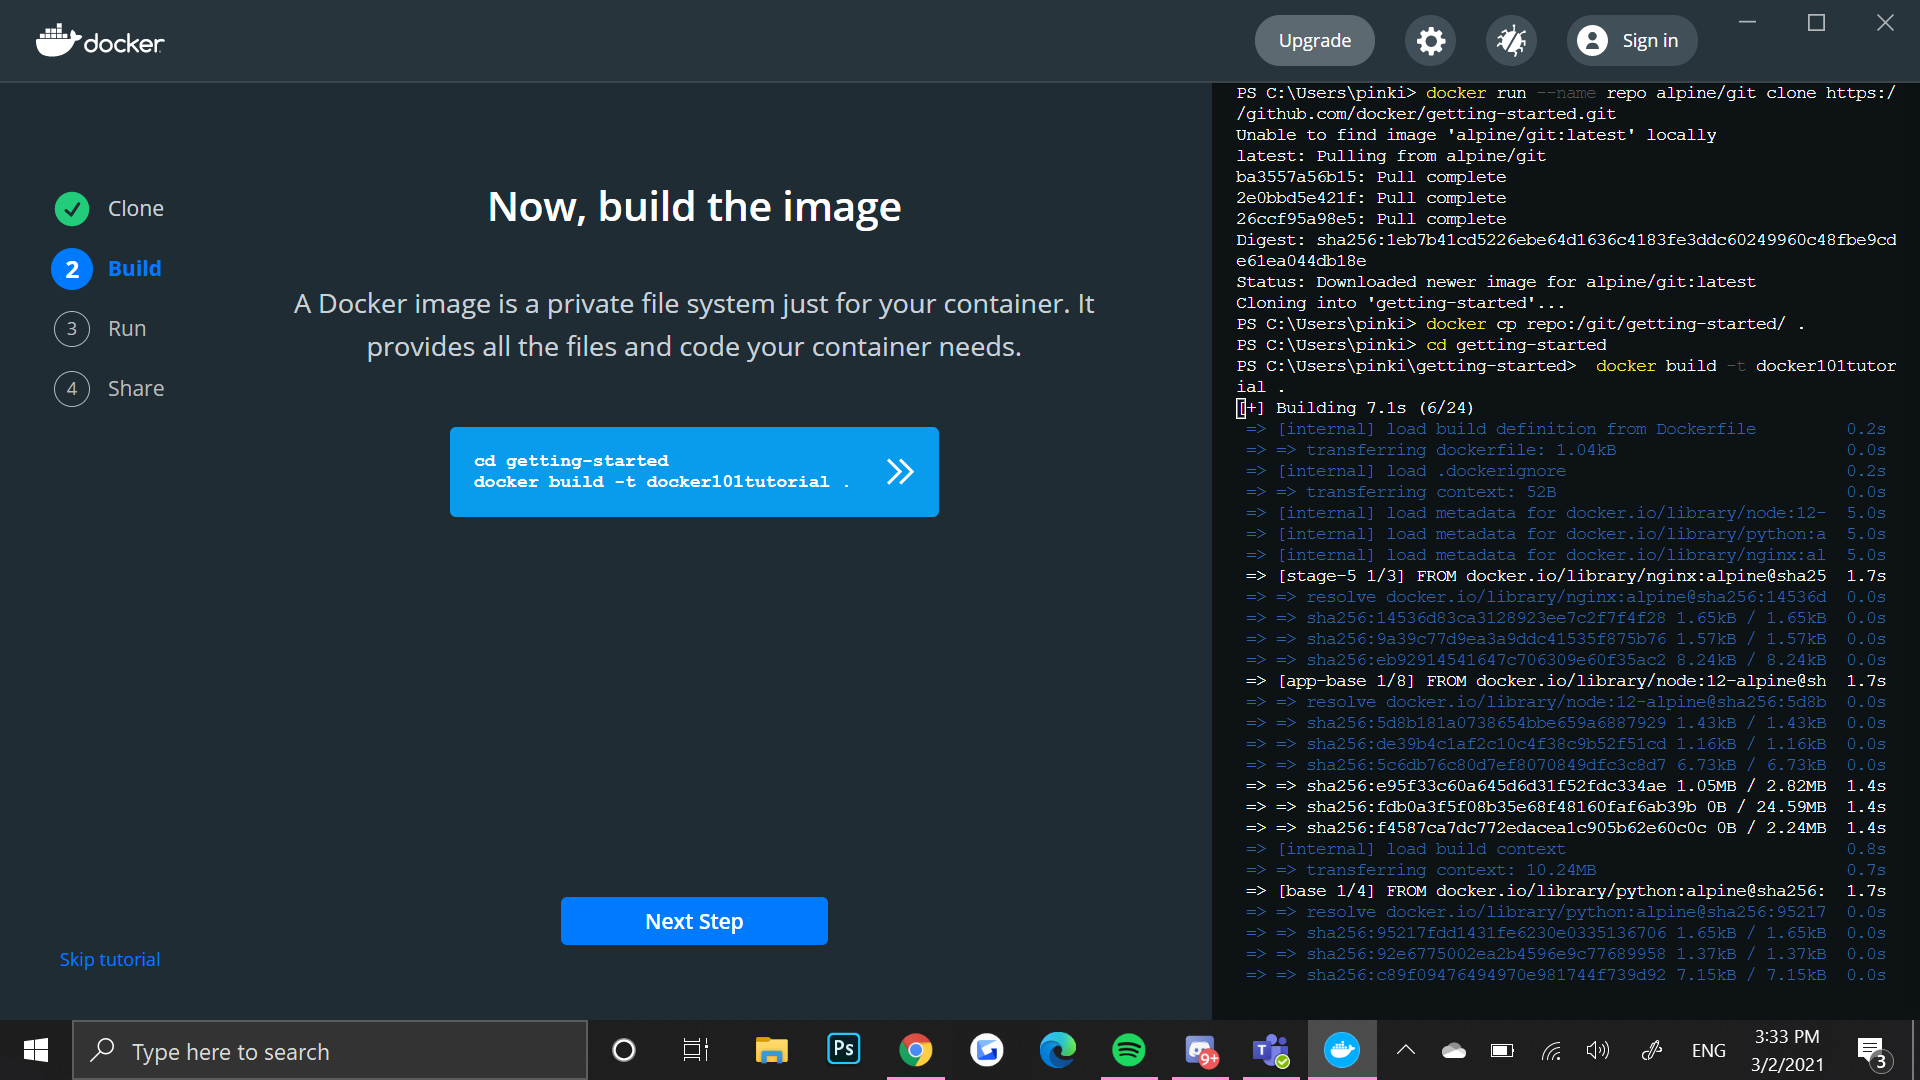 docker
Upgrade
Sign in
Clone
2 Build
3 Run
4 Share
Skip tutorial
Now, build the image
A Docker image is a private file system just for your container. It
provides all the files and code your container needs.
cd getting-started
docker build -t docker101tutorial .
Next Step
PS C:\Users\pinki> docker run --name repo alpine/git clone https:/
/github.com/docker/getting-started.git
Unable to find image 'alpine/git:latest' locally
latest: Pulling from alpine/git
ba3557a56b15: Pull complete
2e0bbd5e421f: Pull complete
26ccf95a98e5: Pull complete
Digest: sha256:1eb7b41cd5226ebe64d1636c4183fe3ddc60249960c48fbe9cd
e61ea044db18e
Status: Downloaded newer image for alpine/git:latest
Cloning into 'getting-started'...
PS C:\Users\pinki> docker cp repo:/git/getting-started/ .
PS C:\Users\pinki> cd getting-started
PS C:\Users\pinki\getting-started>  docker build -t docker101tutor
ial .
[+] Building 7.1s (6/24)
=> [internal] load build definition from Dockerfile 0.2s
=> => transferring dockerfile: 1.04kB 0.0s
=> [internal] load .dockerignore 0.2s
=> => transferring context: 52B 0.0s
=> [internal] load metadata for docker.io/library/node:12- 5.0s
=> [internal] load metadata for docker.io/library/python:a 5.0s
=> [internal] load metadata for docker.io/library/nginx:al 5.0s
=> [stage-5 1/3] FROM docker.io/library/nginx:alpine@sha25 1.7s
=> => resolve docker.io/library/nginx:alpine@sha256:14536d 0.0s
=> => sha256:14536d83ca3128923ee7c2f7f4f28 1.65kB / 1.65kB 0.0s
=> => sha256:9a39c77d9ea3a9ddc41535f875b76 1.57kB / 1.57kB 0.0s
=> => sha256:eb92914541647c706309e60f35ac2 8.24kB / 8.24kB 0.0s
=> [app-base 1/8] FROM docker.io/library/node:12-alpine@sh 1.7s
=> => resolve docker.io/library/node:12-alpine@sha256:5d8b 0.0s
=> => sha256:5d8b181a0738654bbe659a6887929 1.43kB / 1.43kB 0.0s
=> => sha256:de39b4c1af2c10c4f38c9b52f51cd 1.16kB / 1.16kB 0.0s
=> => sha256:5c6db76c80d7ef8070849dfc3c8d7 6.73kB / 6.73kB 0.0s
=> => sha256:e95f33c60a645d6d31f52fdc334ae 1.05MB / 2.82MB 1.4s
=> => sha256:fdb0a3f5f08b35e68f48160faf6ab39b 0B / 24.59MB 1.4s
=> => sha256:f4587ca7dc772edacea1c905b62e60c0c 0B / 2.24MB 1.4s
=> [internal] load build context 0.8s
=> => transferring context: 10.24MB 0.7s
=> [base 1/4] FROM docker.io/library/python:alpine@sha256: 1.7s
=> => resolve docker.io/library/python:alpine@sha256:95217 0.0s
=> => sha256:95217fdd1431fe6230e0335136706 1.65kB / 1.65kB 0.0s
=> => sha256:92e6775002ea2b4596e9c77689958 1.37kB / 1.37kB 0.0s
=> => sha256:c89f09476494970e981744f739d92 7.15kB / 7.15kB 0.0s
Type here to search
Ps
9+
T
ENG
3:33 PM
3/2/2021
3